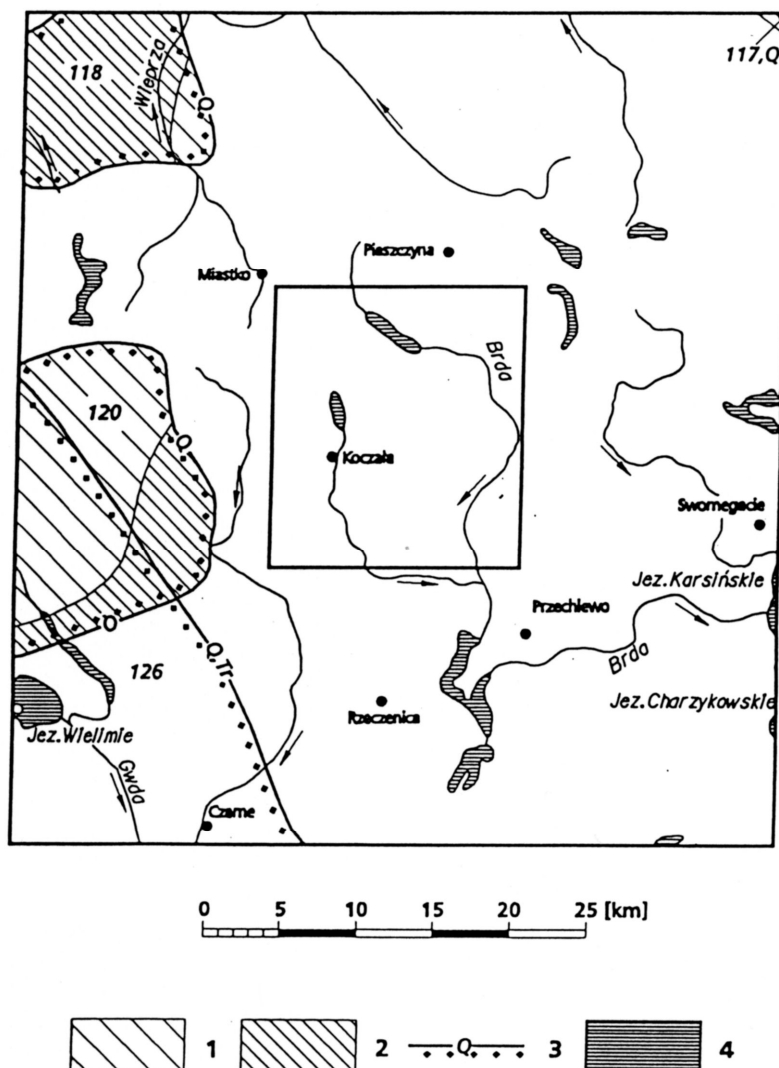 118
Wieprza
Q
117,Q
Piaszczyna
Miastko
Brda
120
Q
Koczała
Swornegacie
Jez. Karsińskie
Przechlewo
Brda
Q
Q,Tr
126
Jez. Charzykowskie
Rzeczenica
Jez. Wielimie
Gwda
Czarne
0 5 10 15 20 25 [km]
1 2 Q 3 4